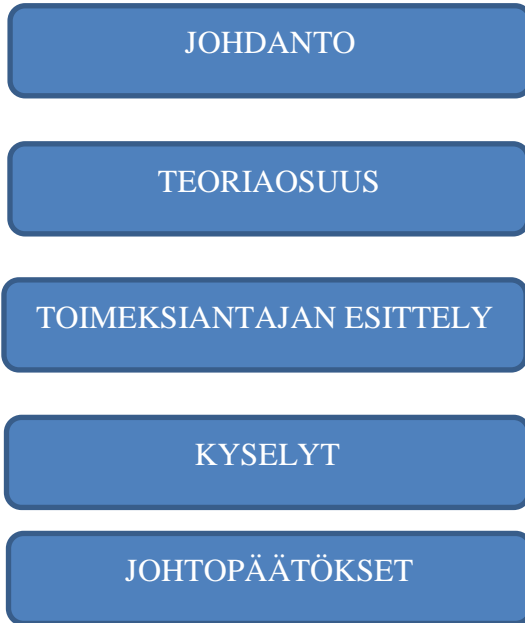 JOHDANTO
TEORIAOSUUS
TOIMEKSIANTAJAN ESITTELY
KYSELYT
JOHTOPÄÄTÖKSET